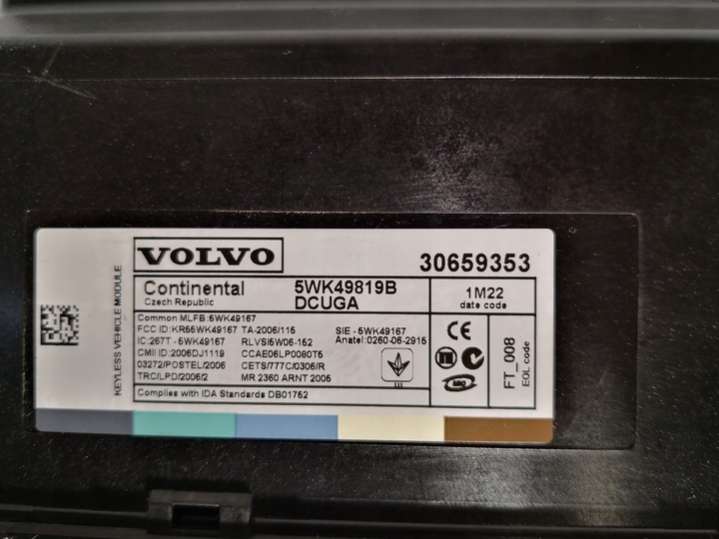 KEYLESS VEHICLE MODULE
VOLVO
30659353
Continental
Czech Republic
5WK49819B
DCUGA
1M22
date code
Common MLFB:5WK49167
FCC ID:KR55WK49167 TA-2006/115
IC:267T - 5WK49167 RLVSI5W06-152
CMII ID:2006DJ1119 CCAE06LP0080T5
03272/POSTEL/2006 CETS/777C/0306/R
TRC/LPD/2006/2 MR 2360 ARNT 2006
SIE - 5WK49167
Anatel:0260-06-2915
Complies with IDA Standards DB01752
CE
FT_008
EOL code